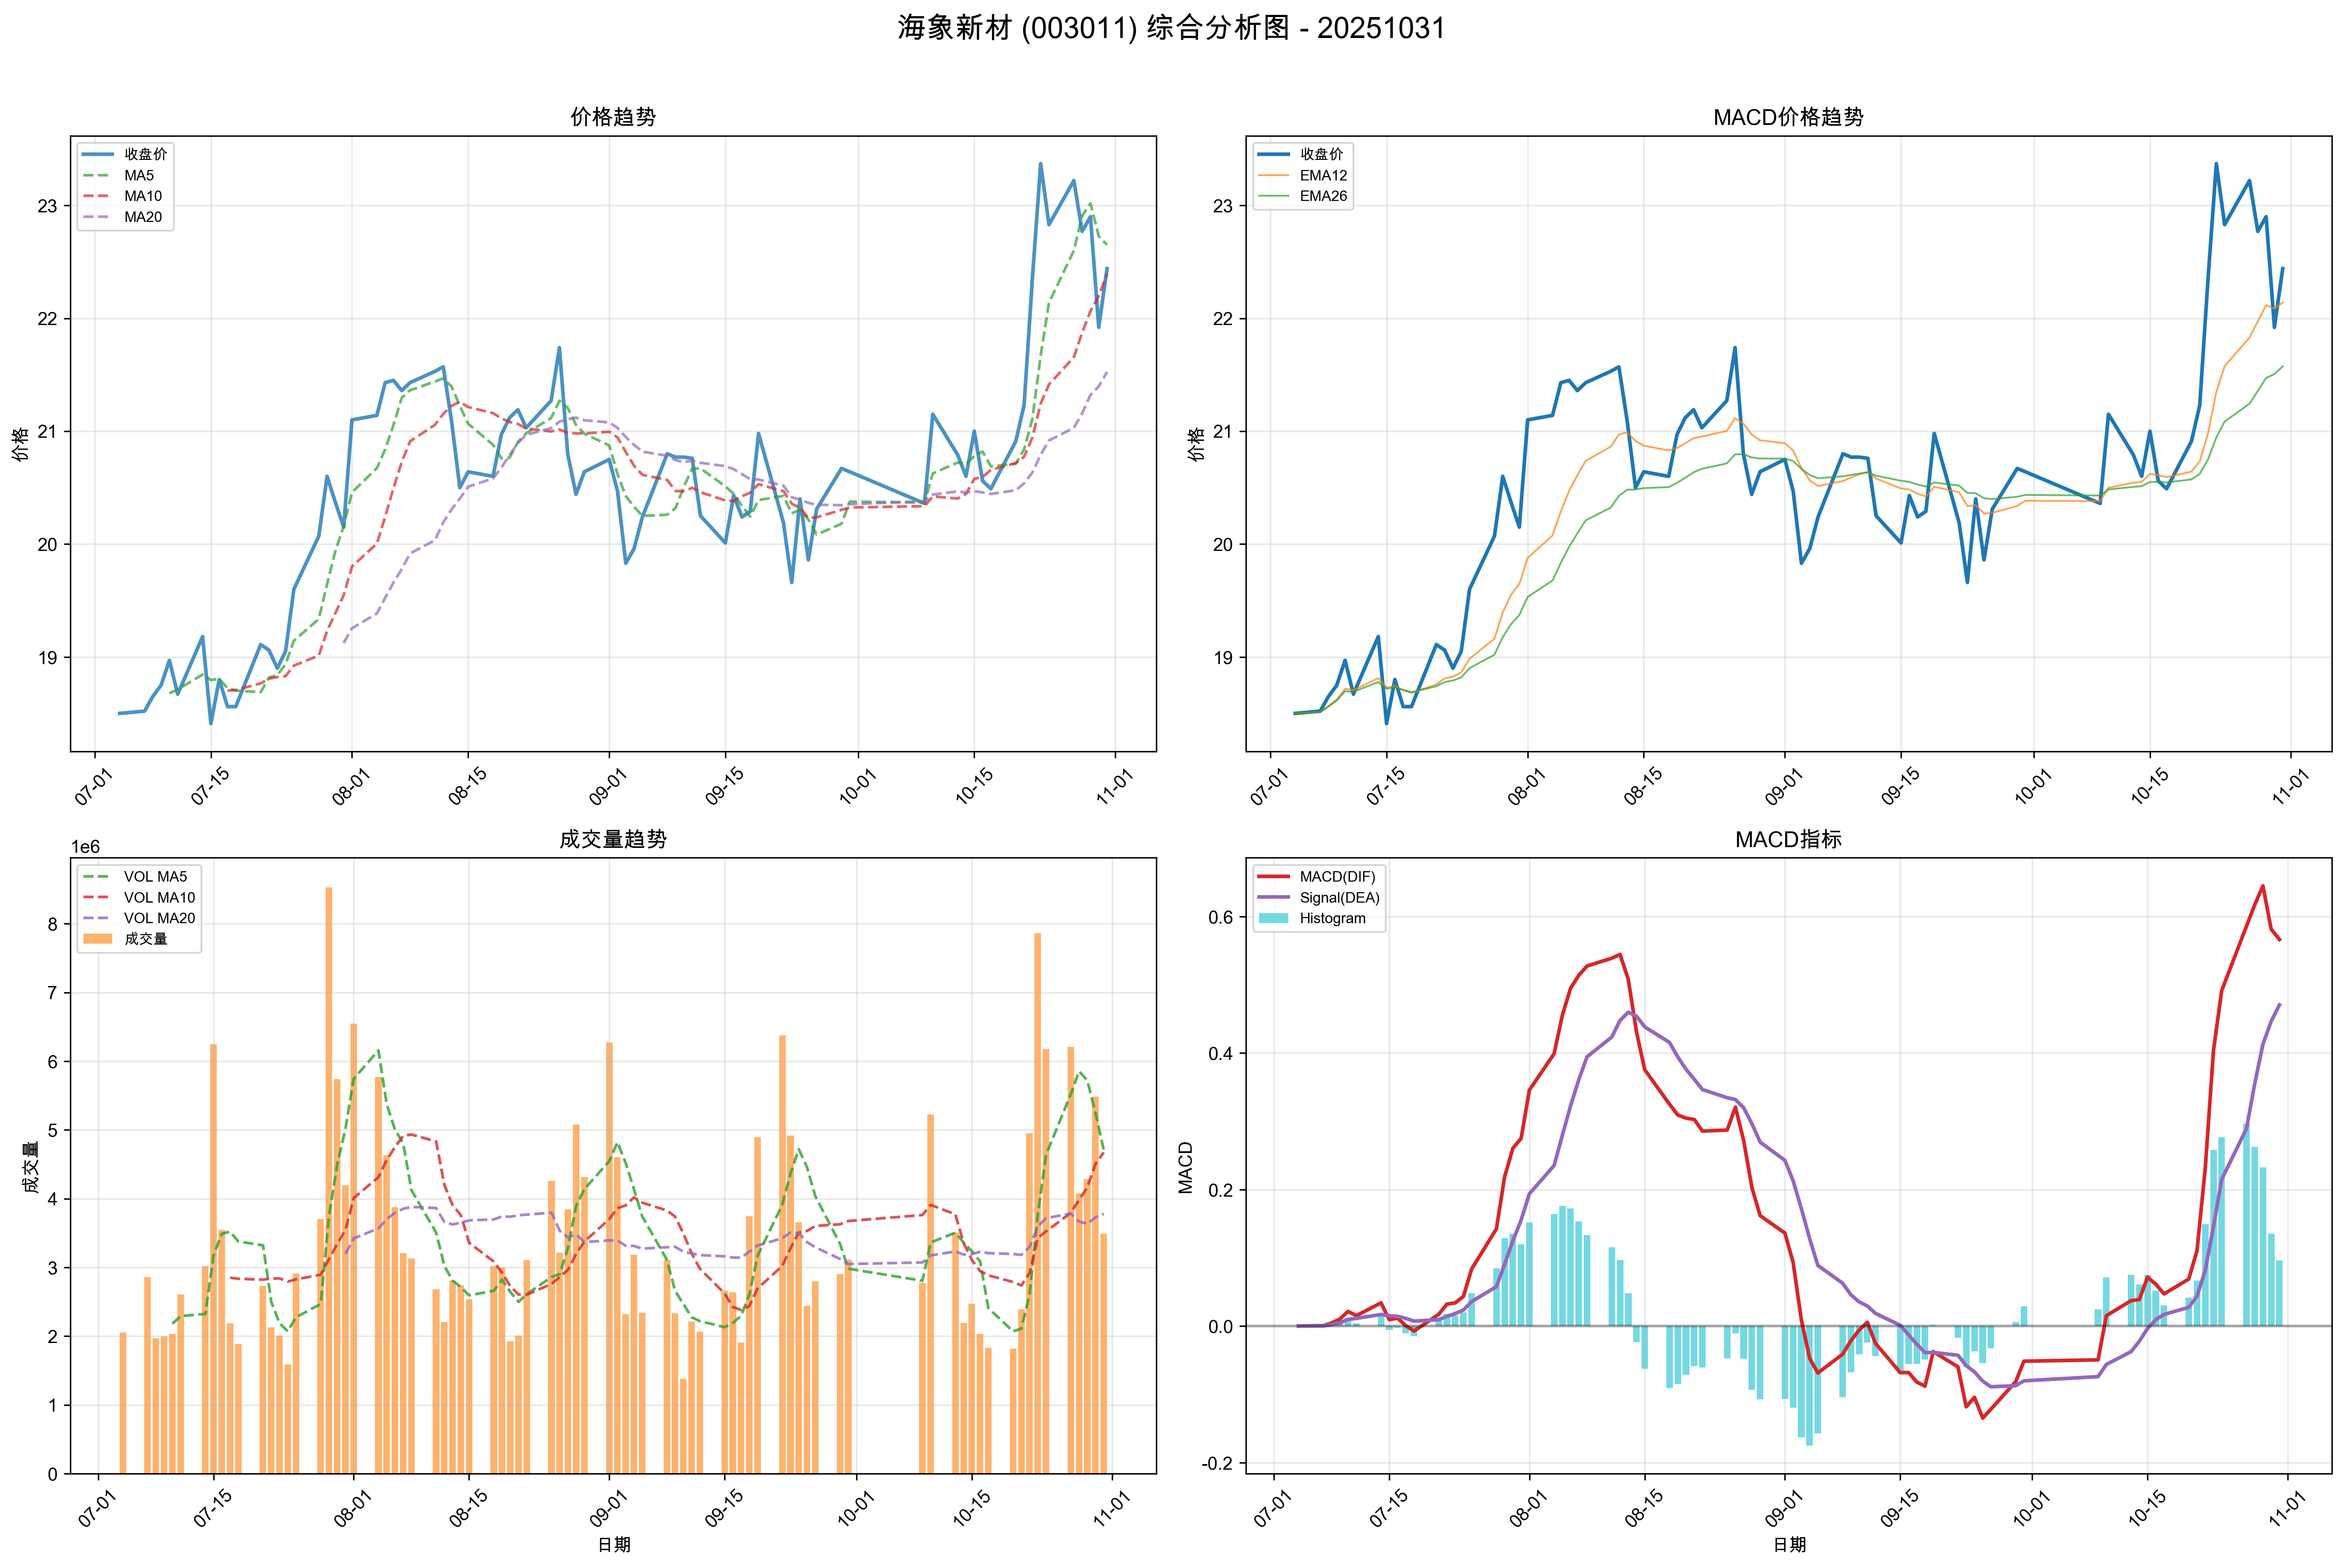 海象新材 (003011) 综合分析图 - 20251031
价格趋势
收盘价
MA5
MA10
MA20
价格
23
22
21
20
19
07-01
07-15
08-01
08-15
09-01
09-15
10-01
10-15
11-01
MACD价格趋势
收盘价
EMA12
EMA26
价格
23
22
21
20
19
07-01
07-15
08-01
08-15
09-01
09-15
10-01
10-15
11-01
成交量趋势
1e6
VOL MA5
VOL MA10
VOL MA20
成交量
成交量
8
7
6
5
4
3
2
1
0
07-01
07-15
08-01
08-15
09-01
09-15
10-01
10-15
11-01
日期
MACD指标
MACD(DIF)
Signal(DEA)
Histogram
MACD
0.6
0.4
0.2
0.0
-0.2
07-01
07-15
08-01
08-15
09-01
09-15
10-01
10-15
11-01
日期